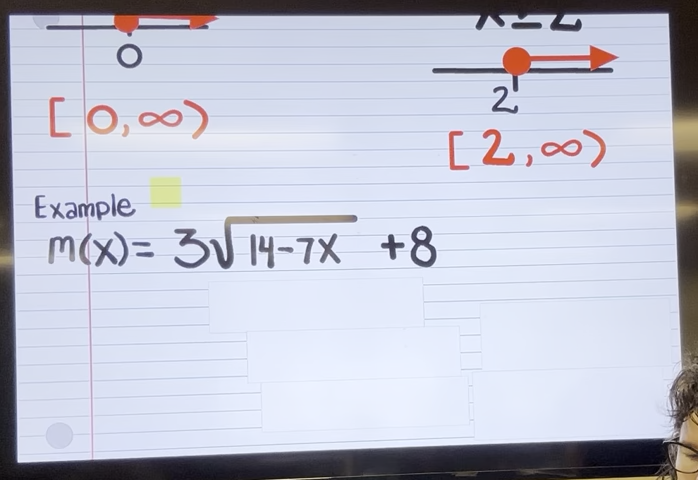 x ≥ 2
0
2
[0,∞)
[2,∞)
Example
m(x)= 3√14-7x +8